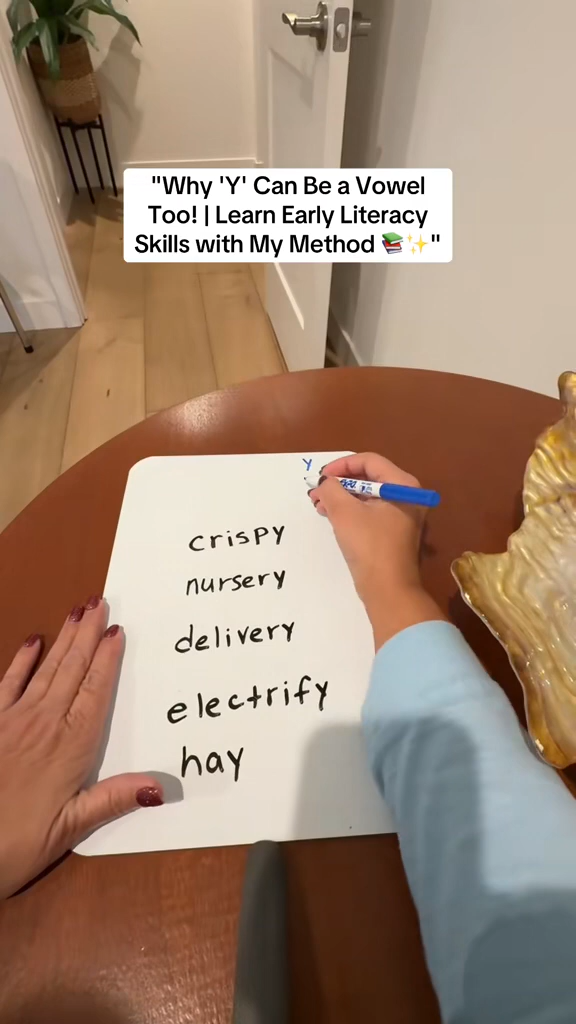 "Why 'Y' Can Be a Vowel
Too! | Learn Early Literacy
Skills with My Method 📚✨"
Y
crispy
nursery
delivery
electrify
hay